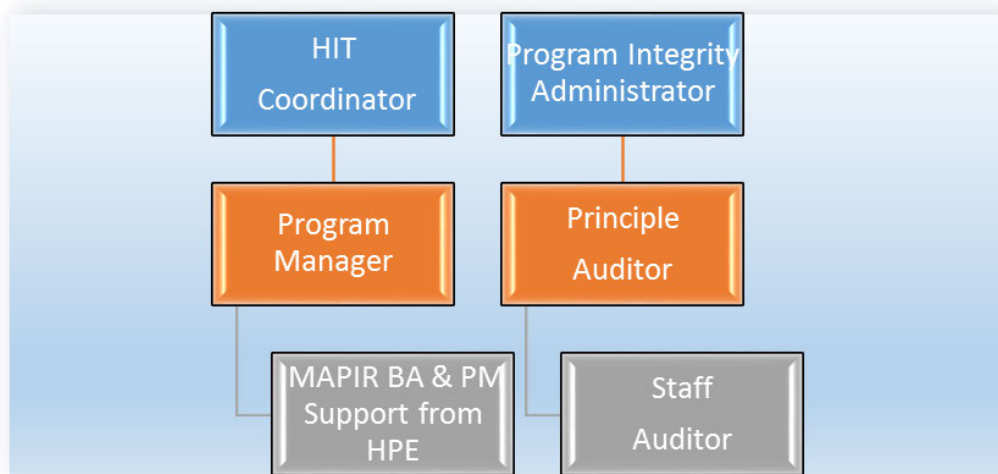 HIT
Coordinator
Program Integrity
Administrator
Program
Manager
Principle
Auditor
MAPIR BA & PM
Support from
HPE
Staff
Auditor